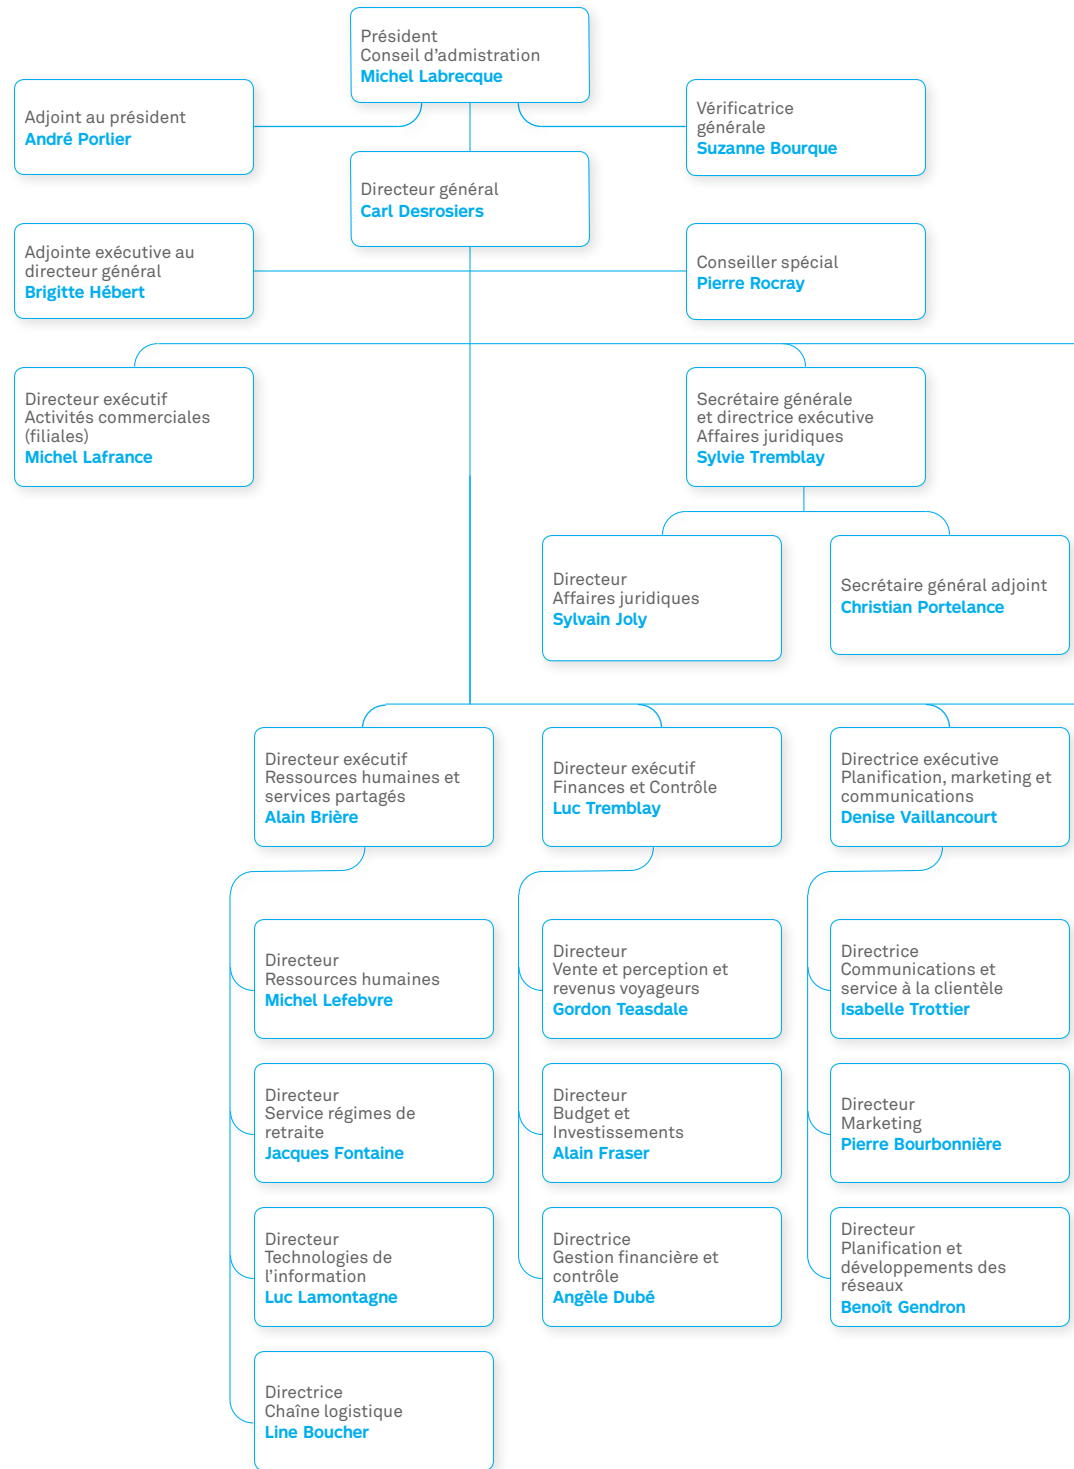 Président
Conseil d'admistration
Michel Labrecque
Adjoint au président
André Porlier
Vérificatrice
générale
Suzanne Bourque
Directeur général
Carl Desrosiers
Adjointe exécutive au
directeur général
Brigitte Hébert
Conseiller spécial
Pierre Rocray
Directeur exécutif
Activités commerciales
(filiales)
Michel Lafrance
Secrétaire générale
et directrice exécutive
Affaires juridiques
Sylvie Tremblay
Directeur
Affaires juridiques
Sylvain Joly
Secrétaire général adjoint
Christian Portelance
Directeur exécutif
Ressources humaines et
services partagés
Alain Brière
Directeur exécutif
Finances et Contrôle
Luc Tremblay
Directrice exécutive
Planification, marketing et
communications
Denise Vaillancourt
Directeur
Ressources humaines
Michel Lefebvre
Directeur
Vente et perception et
revenus voyageurs
Gordon Teasdale
Directrice
Communications et
service à la clientèle
Isabelle Trottier
Directeur
Service régimes de
retraite
Jacques Fontaine
Directeur
Budget et
Investissements
Alain Fraser
Directeur
Marketing
Pierre Bourbonnière
Directeur
Technologies de
l'information
Luc Lamontagne
Directrice
Gestion financière et
contrôle
Angèle Dubé
Directeur
Planification et
développements des
réseaux
Benoît Gendron
Directrice
Chaîne logistique
Line Boucher